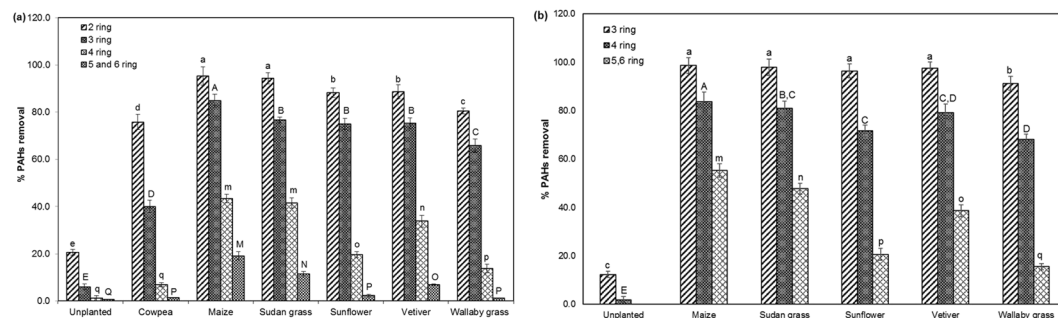 (a)
120.0
100.0
80.0
60.0
40.0
20.0
0.0
% PAHs removal
2 ring
3 ring
4 ring
5 and 6 ring
e E q Q
d D q P
a A m M
a B m N
b B o P
b B n O
c C p P
Unplanted Cowpea Maize Sudan grass Sunflower Vetiver Wallaby grass
(b)
120.0
100.0
80.0
60.0
40.0
20.0
0.0
% PAHs removal
3 ring
4 ring
5,6 ring
c E
a A m
a B,C n
a C p
a C,D o
b D q
Unplanted Maize Sudan grass Sunflower Vetiver Wallaby grass